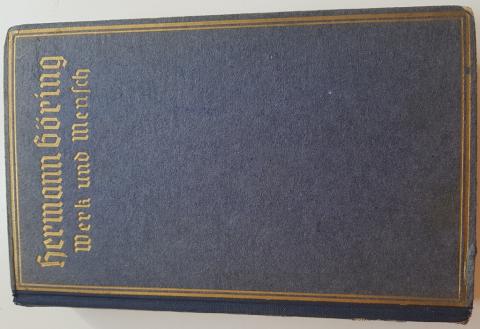 Hermann Göring
Werk und Mensch